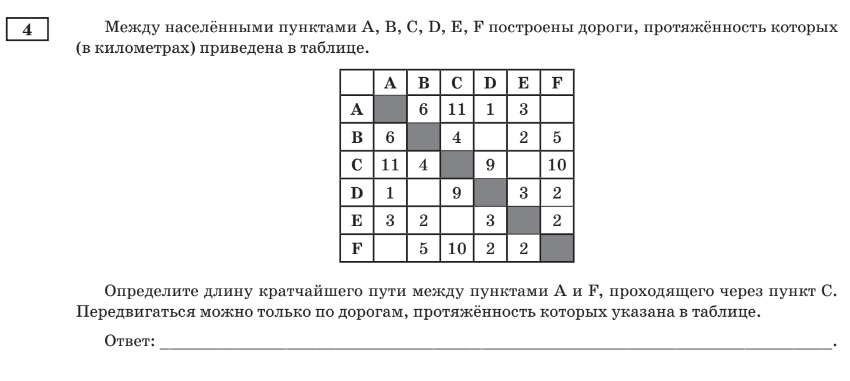 4
Между населёнными пунктами A, B, C, D, E, F построены дороги, протяжённость которых
(в километрах) приведена в таблице.
A B C D E F
A 6 11 1 3
B 6 4 2 5
C 11 4 9 10
D 1 9 3 2
E 3 2 3 2
F 5 10 2 2
Определите длину кратчайшего пути между пунктами A и F, проходящего через пункт C.
Передвигаться можно только по дорогам, протяжённость которых указана в таблице.
Ответ: ______________________________________________.